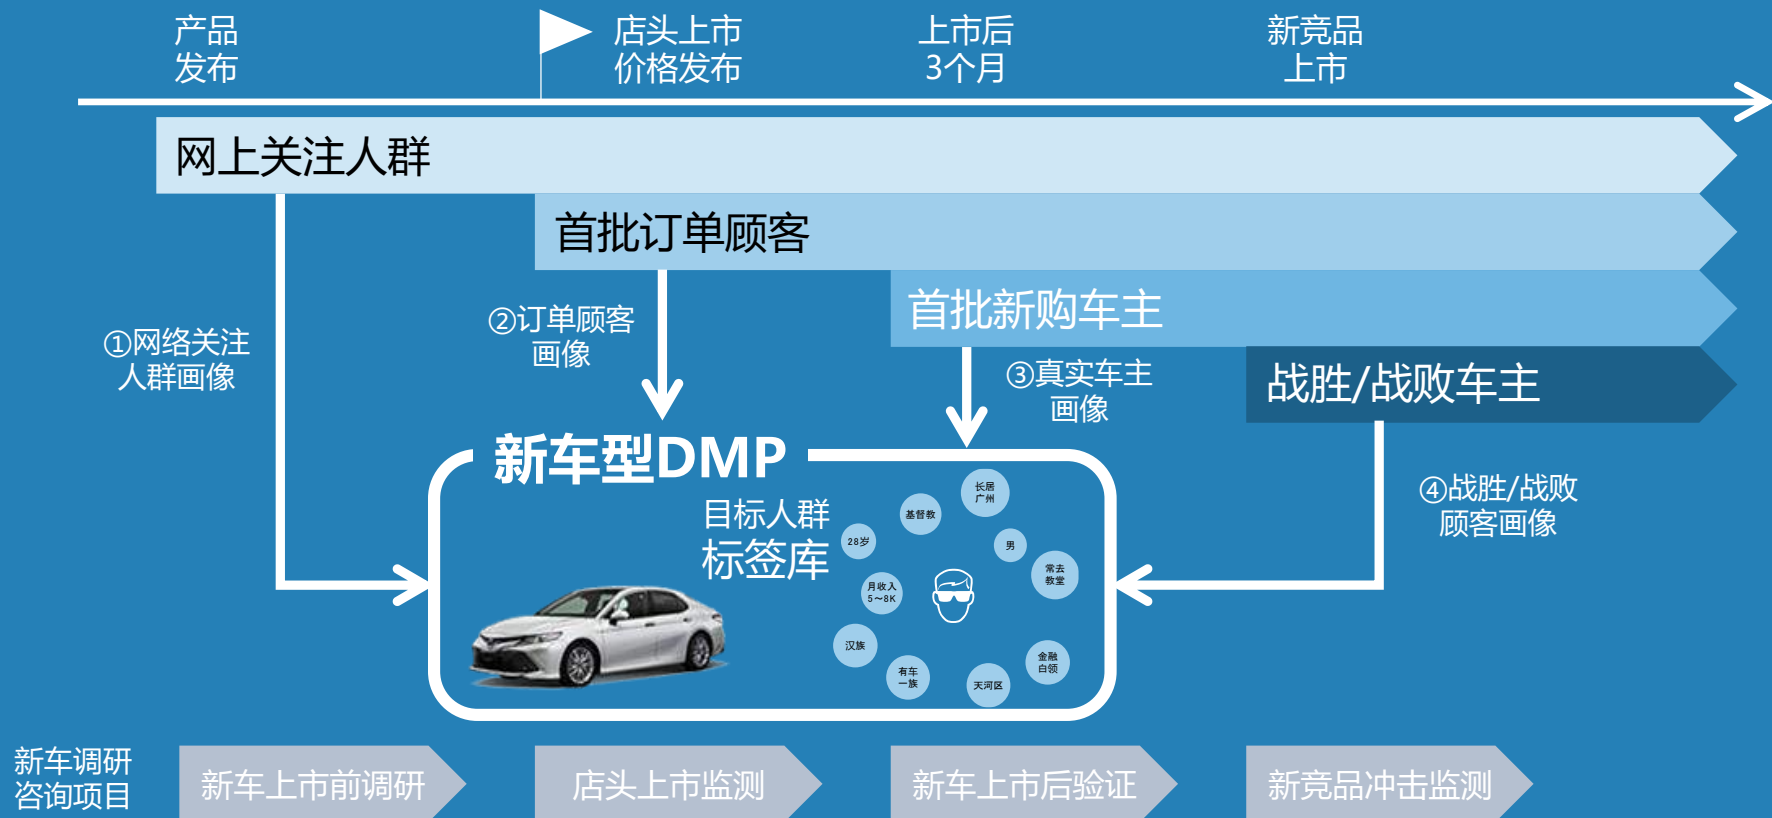 产品
发布
店头上市
价格发布
上市后
3个月
新竞品
上市
网上关注人群
首批订单顾客
首批新购车主
战胜/战败车主
①网络关注
人群画像
②订单顾客
画像
③真实车主
画像
④战胜/战败
顾客画像
新车型DMP
目标人群
标签库
长居
广州
基督教
28岁
男
常去
教堂
月收入
5～8K
汉族
有车
一族
天河区
金融
白领
新车调研
咨询项目
新车上市前调研
店头上市监测
新车上市后验证
新竞品冲击监测